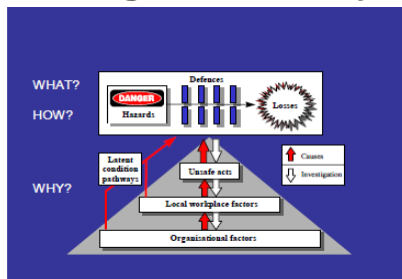 WHAT?
HOW?
WHY?
Defences
DANGER
Hazards
Losses
Latent
condition
pathways
Unsafe acts
Local workplace factors
Organisational factors
Causes
Investigation